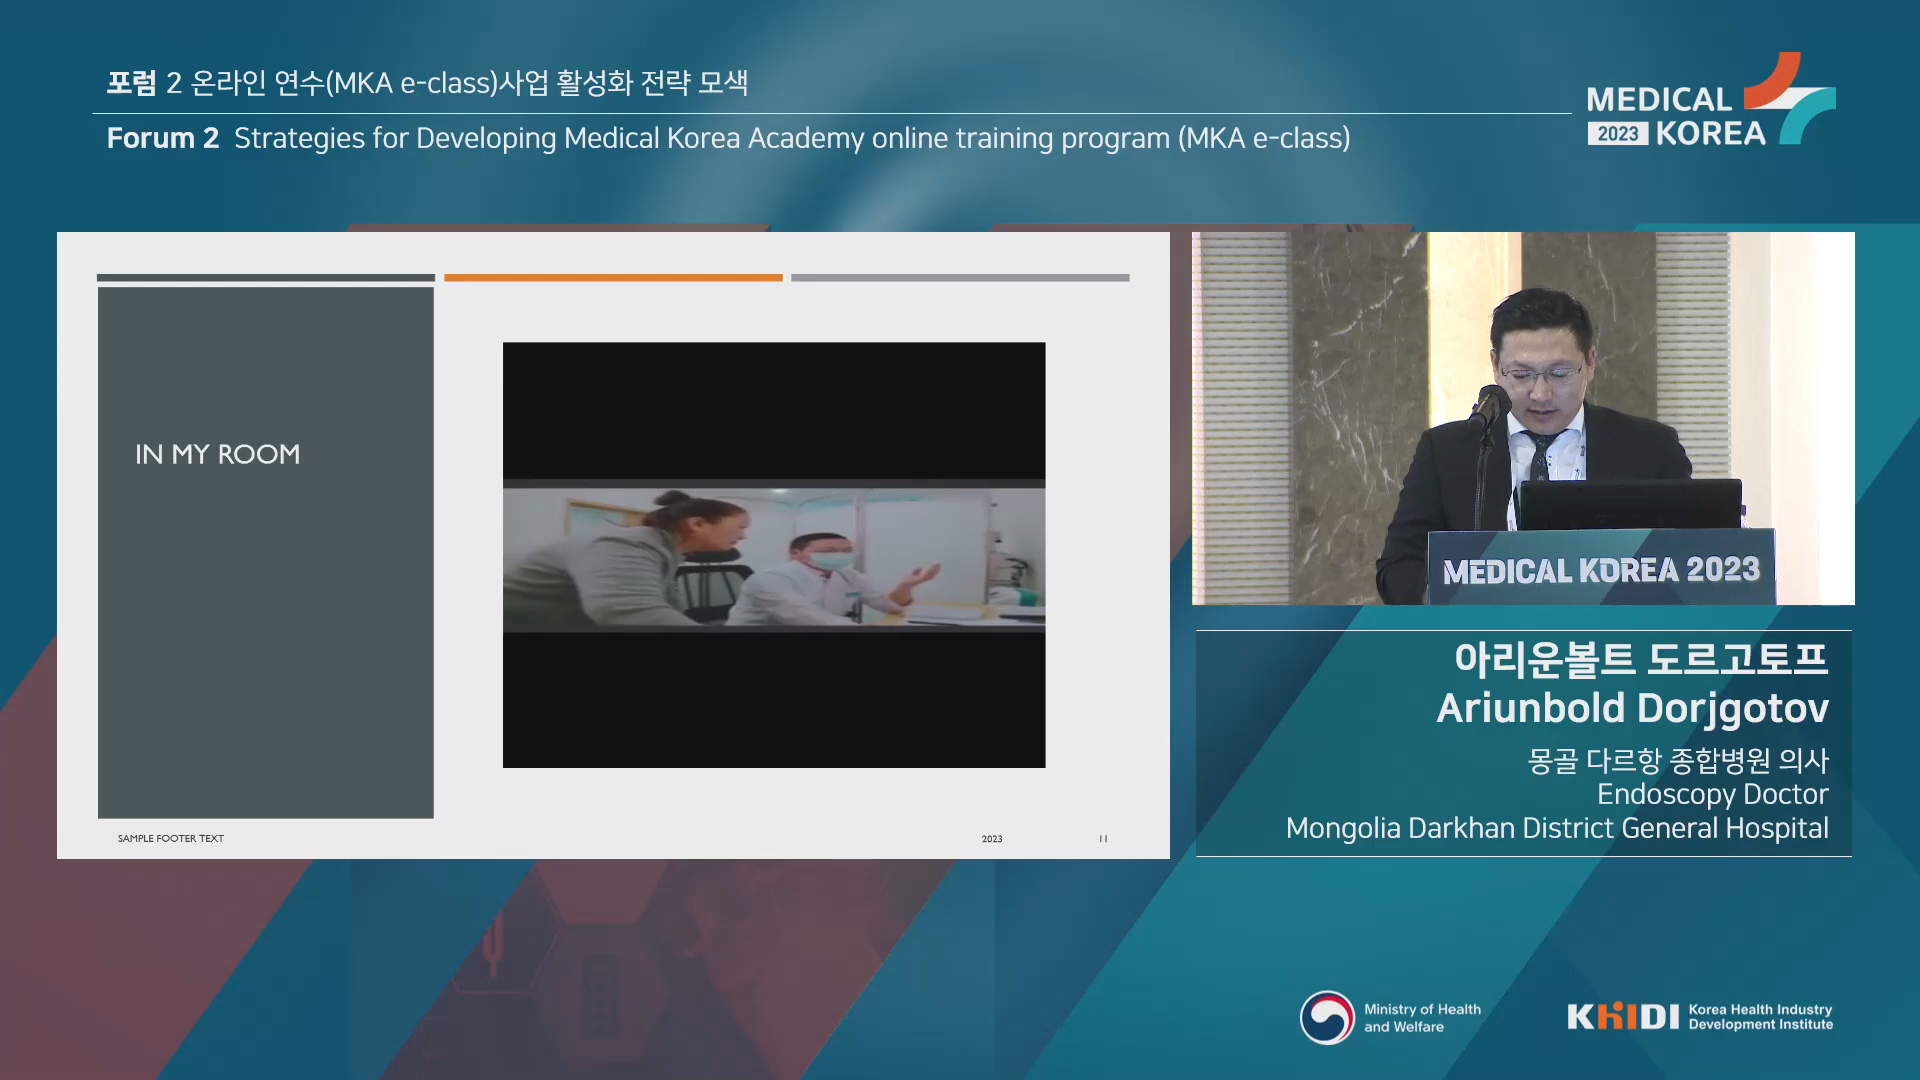 포럼 2 온라인 연수(MKA e-class)사업 활성화 전략 모색
Forum 2 Strategies for Developing Medical Korea Academy online training program (MKA e-class)
MEDICAL
2023 KOREA
IN MY ROOM
SAMPLE FOOTER TEXT
2023
11
MEDICAL KOREA 2023
아리운볼트 도르고토프
Ariunbold Dorjgotov
몽골 다르항 종합병원 의사
Endoscopy Doctor
Mongolia Darkhan District General Hospital
Ministry of Health
and Welfare
KHIDI
Korea Health Industry
Development Institute